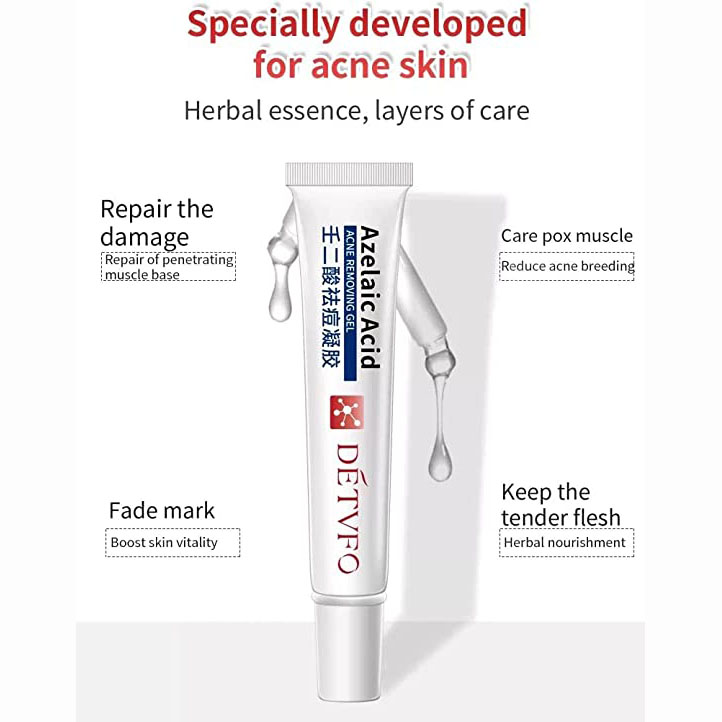 Specially developed
for acne skin
Herbal essence, layers of care
Repair the
damage
Repair of penetrating
muscle base
Care pox muscle
Reduce acne breeding
Azelaic Acid
ACNE REMOVING GEL
壬二酸祛痘凝胶
DÉTVFO
Fade mark
Boost skin vitality
Keep the
tender flesh
Herbal nourishment